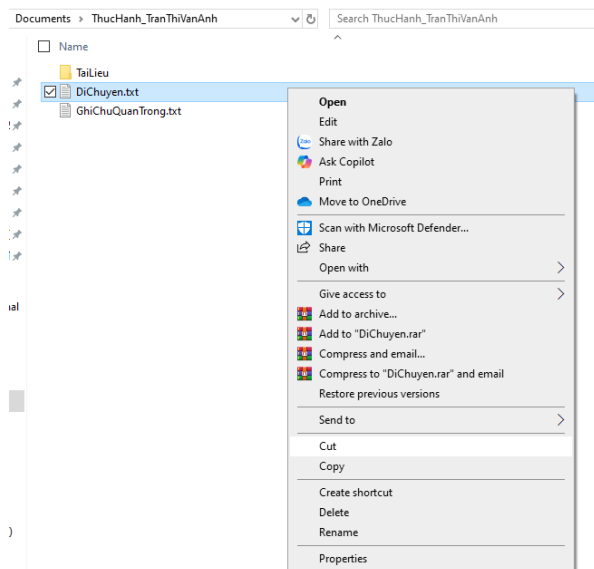 Documents > ThucHanh_TranThiVanAnh
Search ThucHanh_TranThiVanAnh
Name
TaiLieu
DiChuyen.txt
GhiChuQuanTrong.txt
Open
Edit
Zalo
Share with Zalo
Ask Copilot
Print
Move to OneDrive
Scan with Microsoft Defender...
Share
Open with
Give access to
Add to archive...
Add to "DiChuyen.rar"
Compress and email...
Compress to "DiChuyen.rar" and email
Restore previous versions
Send to
Cut
Copy
Create shortcut
Delete
Rename
Properties